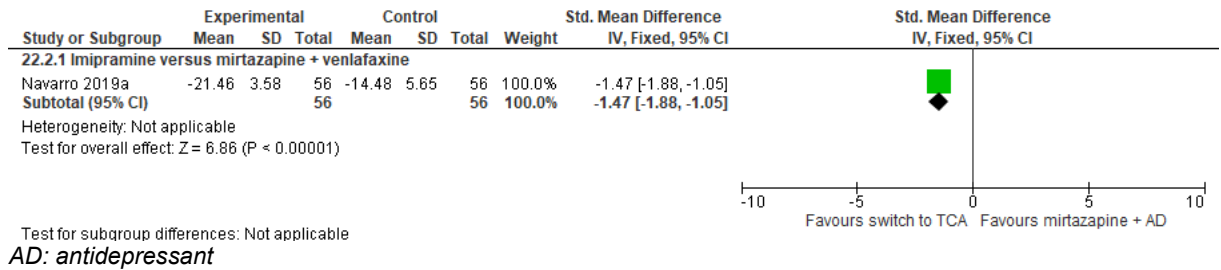 Experimental Control Std. Mean Difference Std. Mean Difference
Study or Subgroup Mean SD Total Mean SD Total Weight IV, Fixed, 95% CI IV, Fixed, 95% CI
22.2.1 Imipramine versus mirtazapine + venlafaxine
Navarro 2019a -21.46 3.58 56 -14.48 5.65 56 100.0% -1.47 [-1.88, -1.05]
Subtotal (95% CI) 56 56 100.0% -1.47 [-1.88, -1.05]
Heterogeneity: Not applicable
Test for overall effect: Z = 6.86 (P < 0.00001)
-10 -5 0 5 10
Favours switch to TCA Favours mirtazapine + AD
Test for subgroup differences: Not applicable
AD: antidepressant